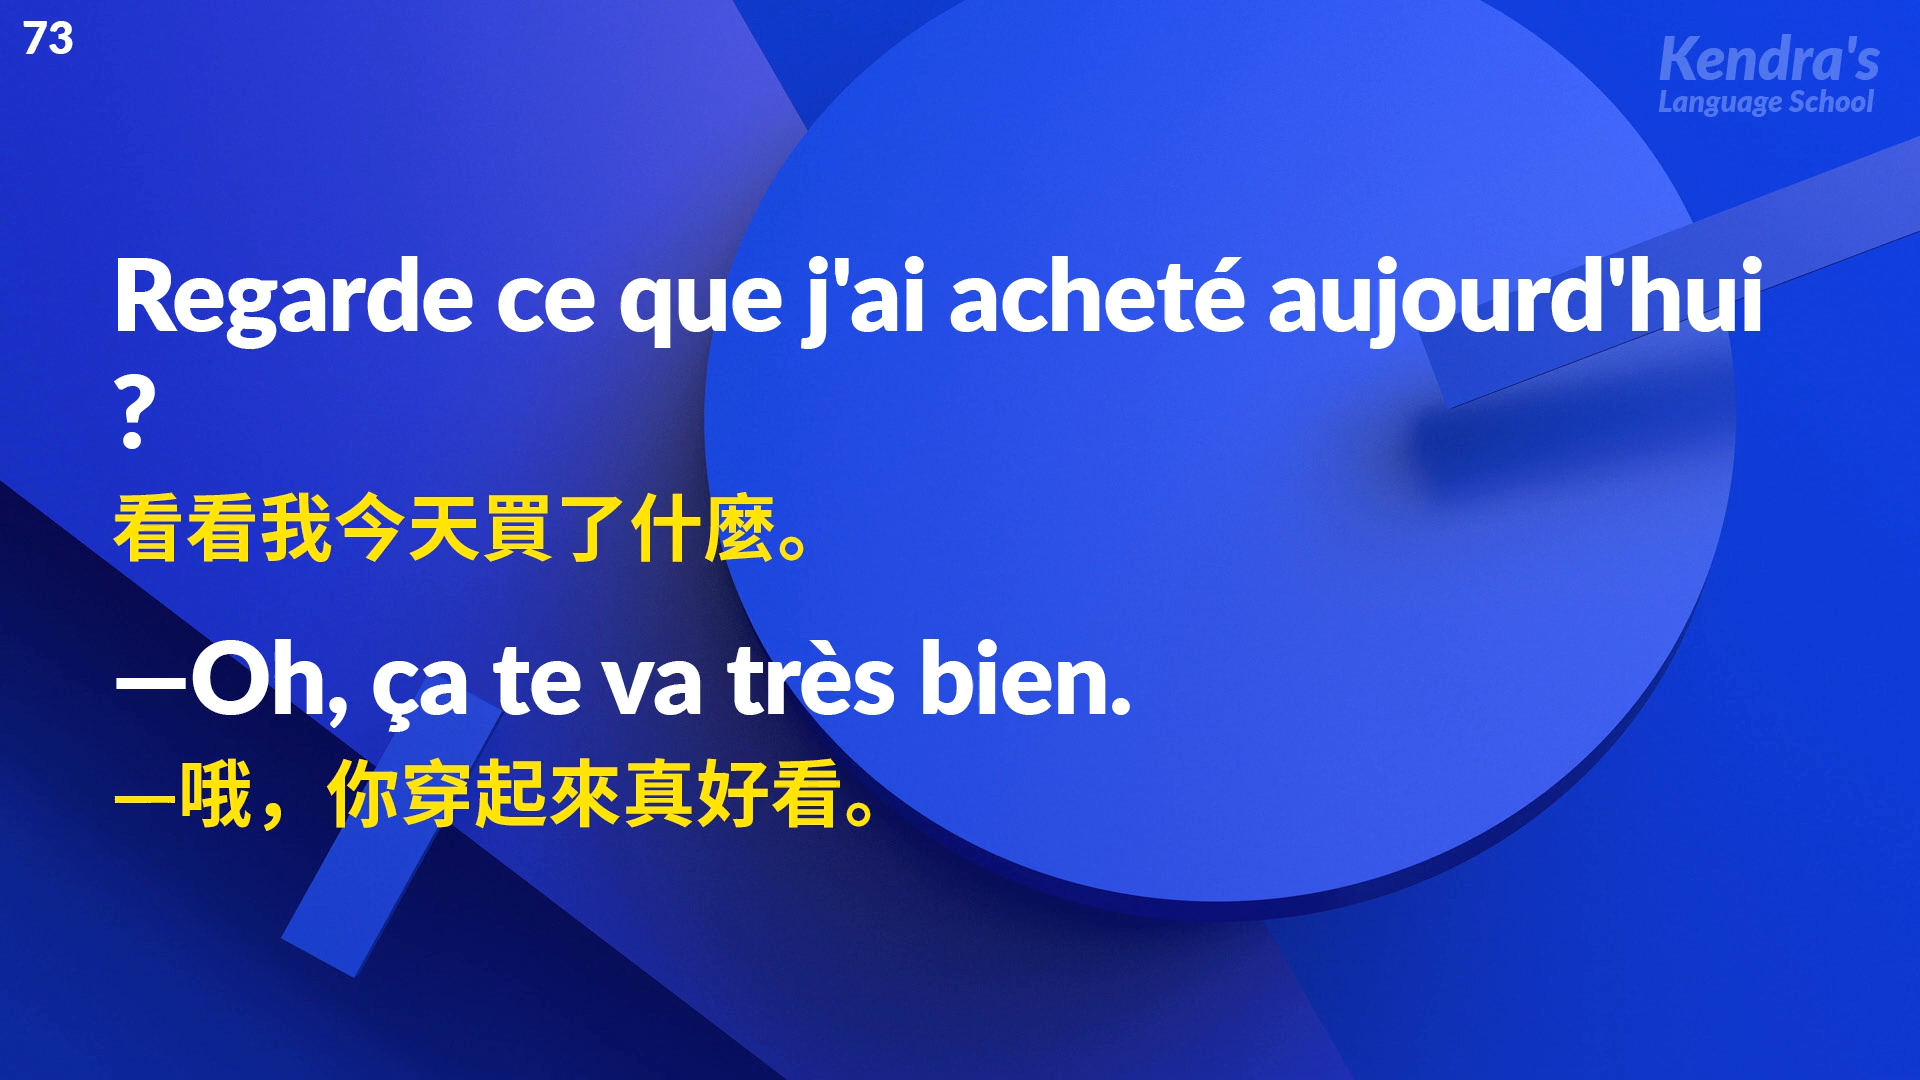 73
Kendra's
Language School
Regarde ce que j'ai acheté aujourd'hui
?
看看我今天買了什麼。
—Oh, ça te va très bien.
—哦，你穿起來真好看。